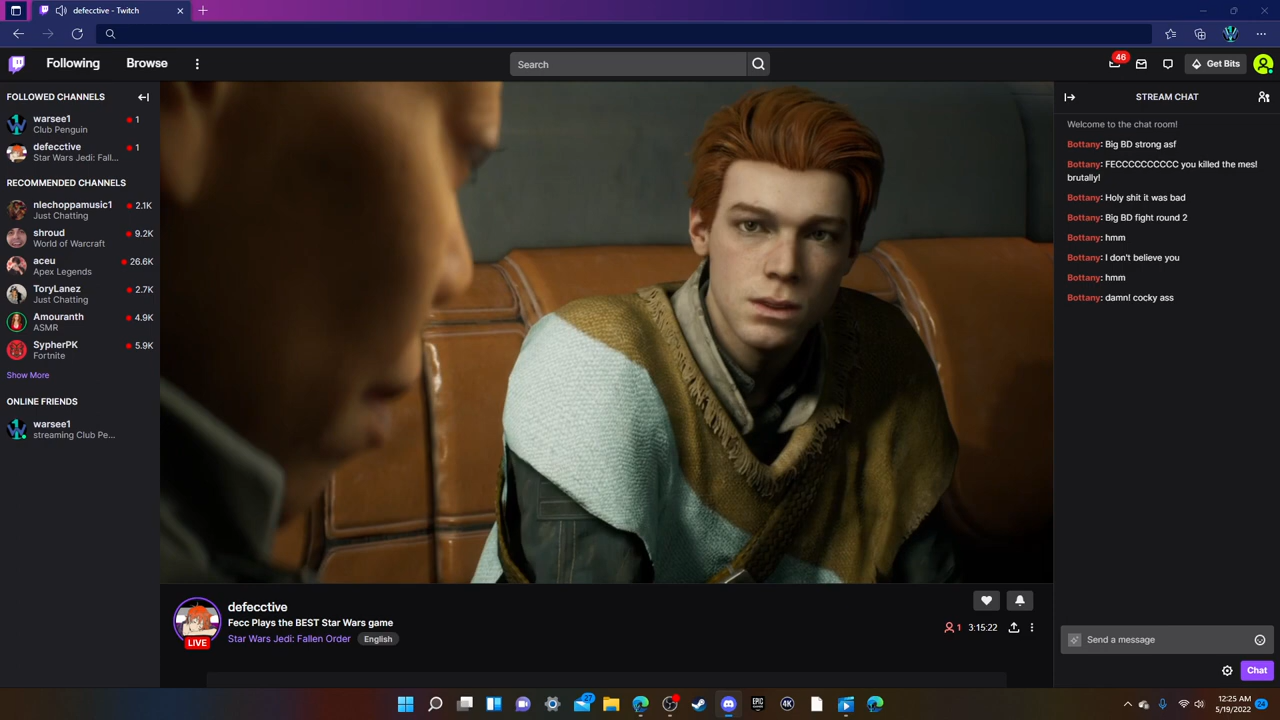 defecctive - Twitch
Following
Browse
Search
46
Get Bits
FOLLOWED CHANNELS
warsee1
Club Penguin
1
defecctive
Star Wars Jedi: Fall...
1
RECOMMENDED CHANNELS
nlechoppamusic1
Just Chatting
2.1K
shroud
World of Warcraft
9.2K
aceu
Apex Legends
26.6K
ToryLanez
Just Chatting
2.7K
Amouranth
ASMR
4.9K
SypherPK
Fortnite
5.9K
Show More
ONLINE FRIENDS
warsee1
streaming Club Pe...
LIVE
defecctive
Fecc Plays the BEST Star Wars game
Star Wars Jedi: Fallen Order
English
1
3:15:22
STREAM CHAT
Welcome to the chat room!
Bottany: Big BD strong asf
Bottany: FECCCCCCCCCC you killed the mesl
brutally!
Bottany: Holy shit it was bad
Bottany: Big BD fight round 2
Bottany: hmm
Bottany: I don't believe you
Bottany: hmm
Bottany: damn! cocky ass
Send a message
Chat
27
EPIC
4K
12:25 AM
5/19/2022
24